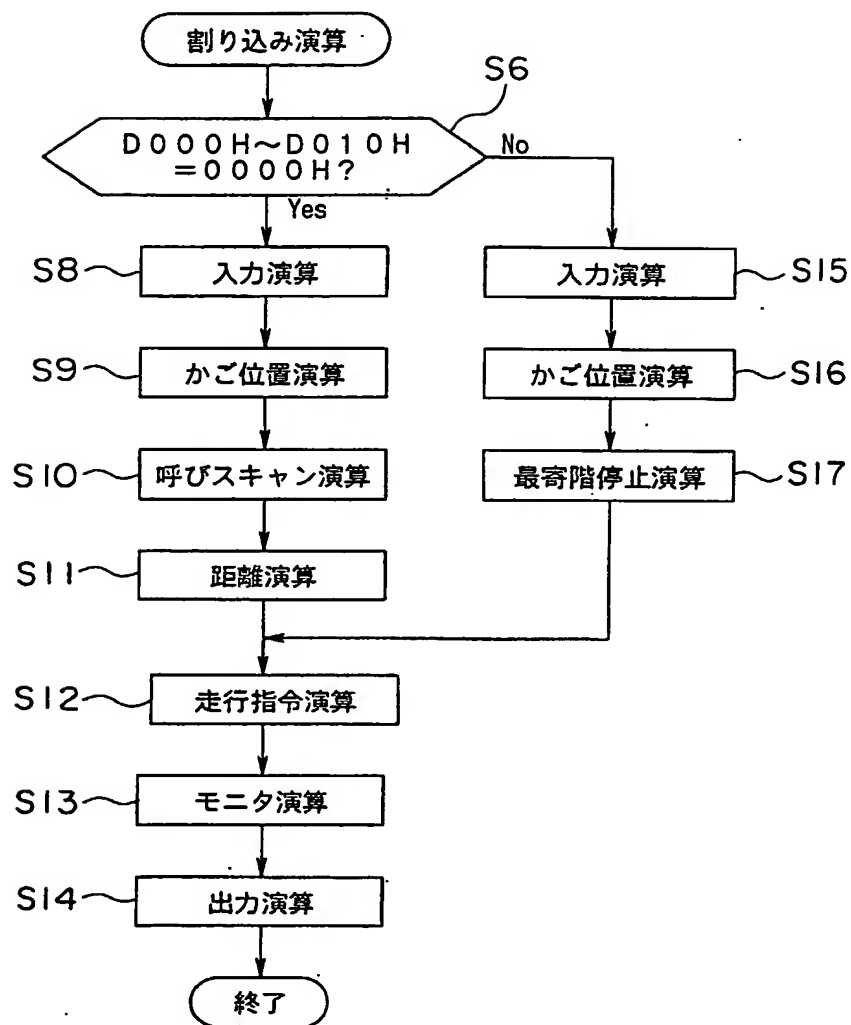 割り込み演算
S6
D000H~D010H
=0000H?
No
Yes
S8
入力演算
入力演算
S15
S9
かご位置演算
かご位置演算
S16
S10
呼びスキャン演算
最寄階停止演算
S17
S11
距離演算
S12
走行指令演算
S13
モニタ演算
S14
出力演算
終了